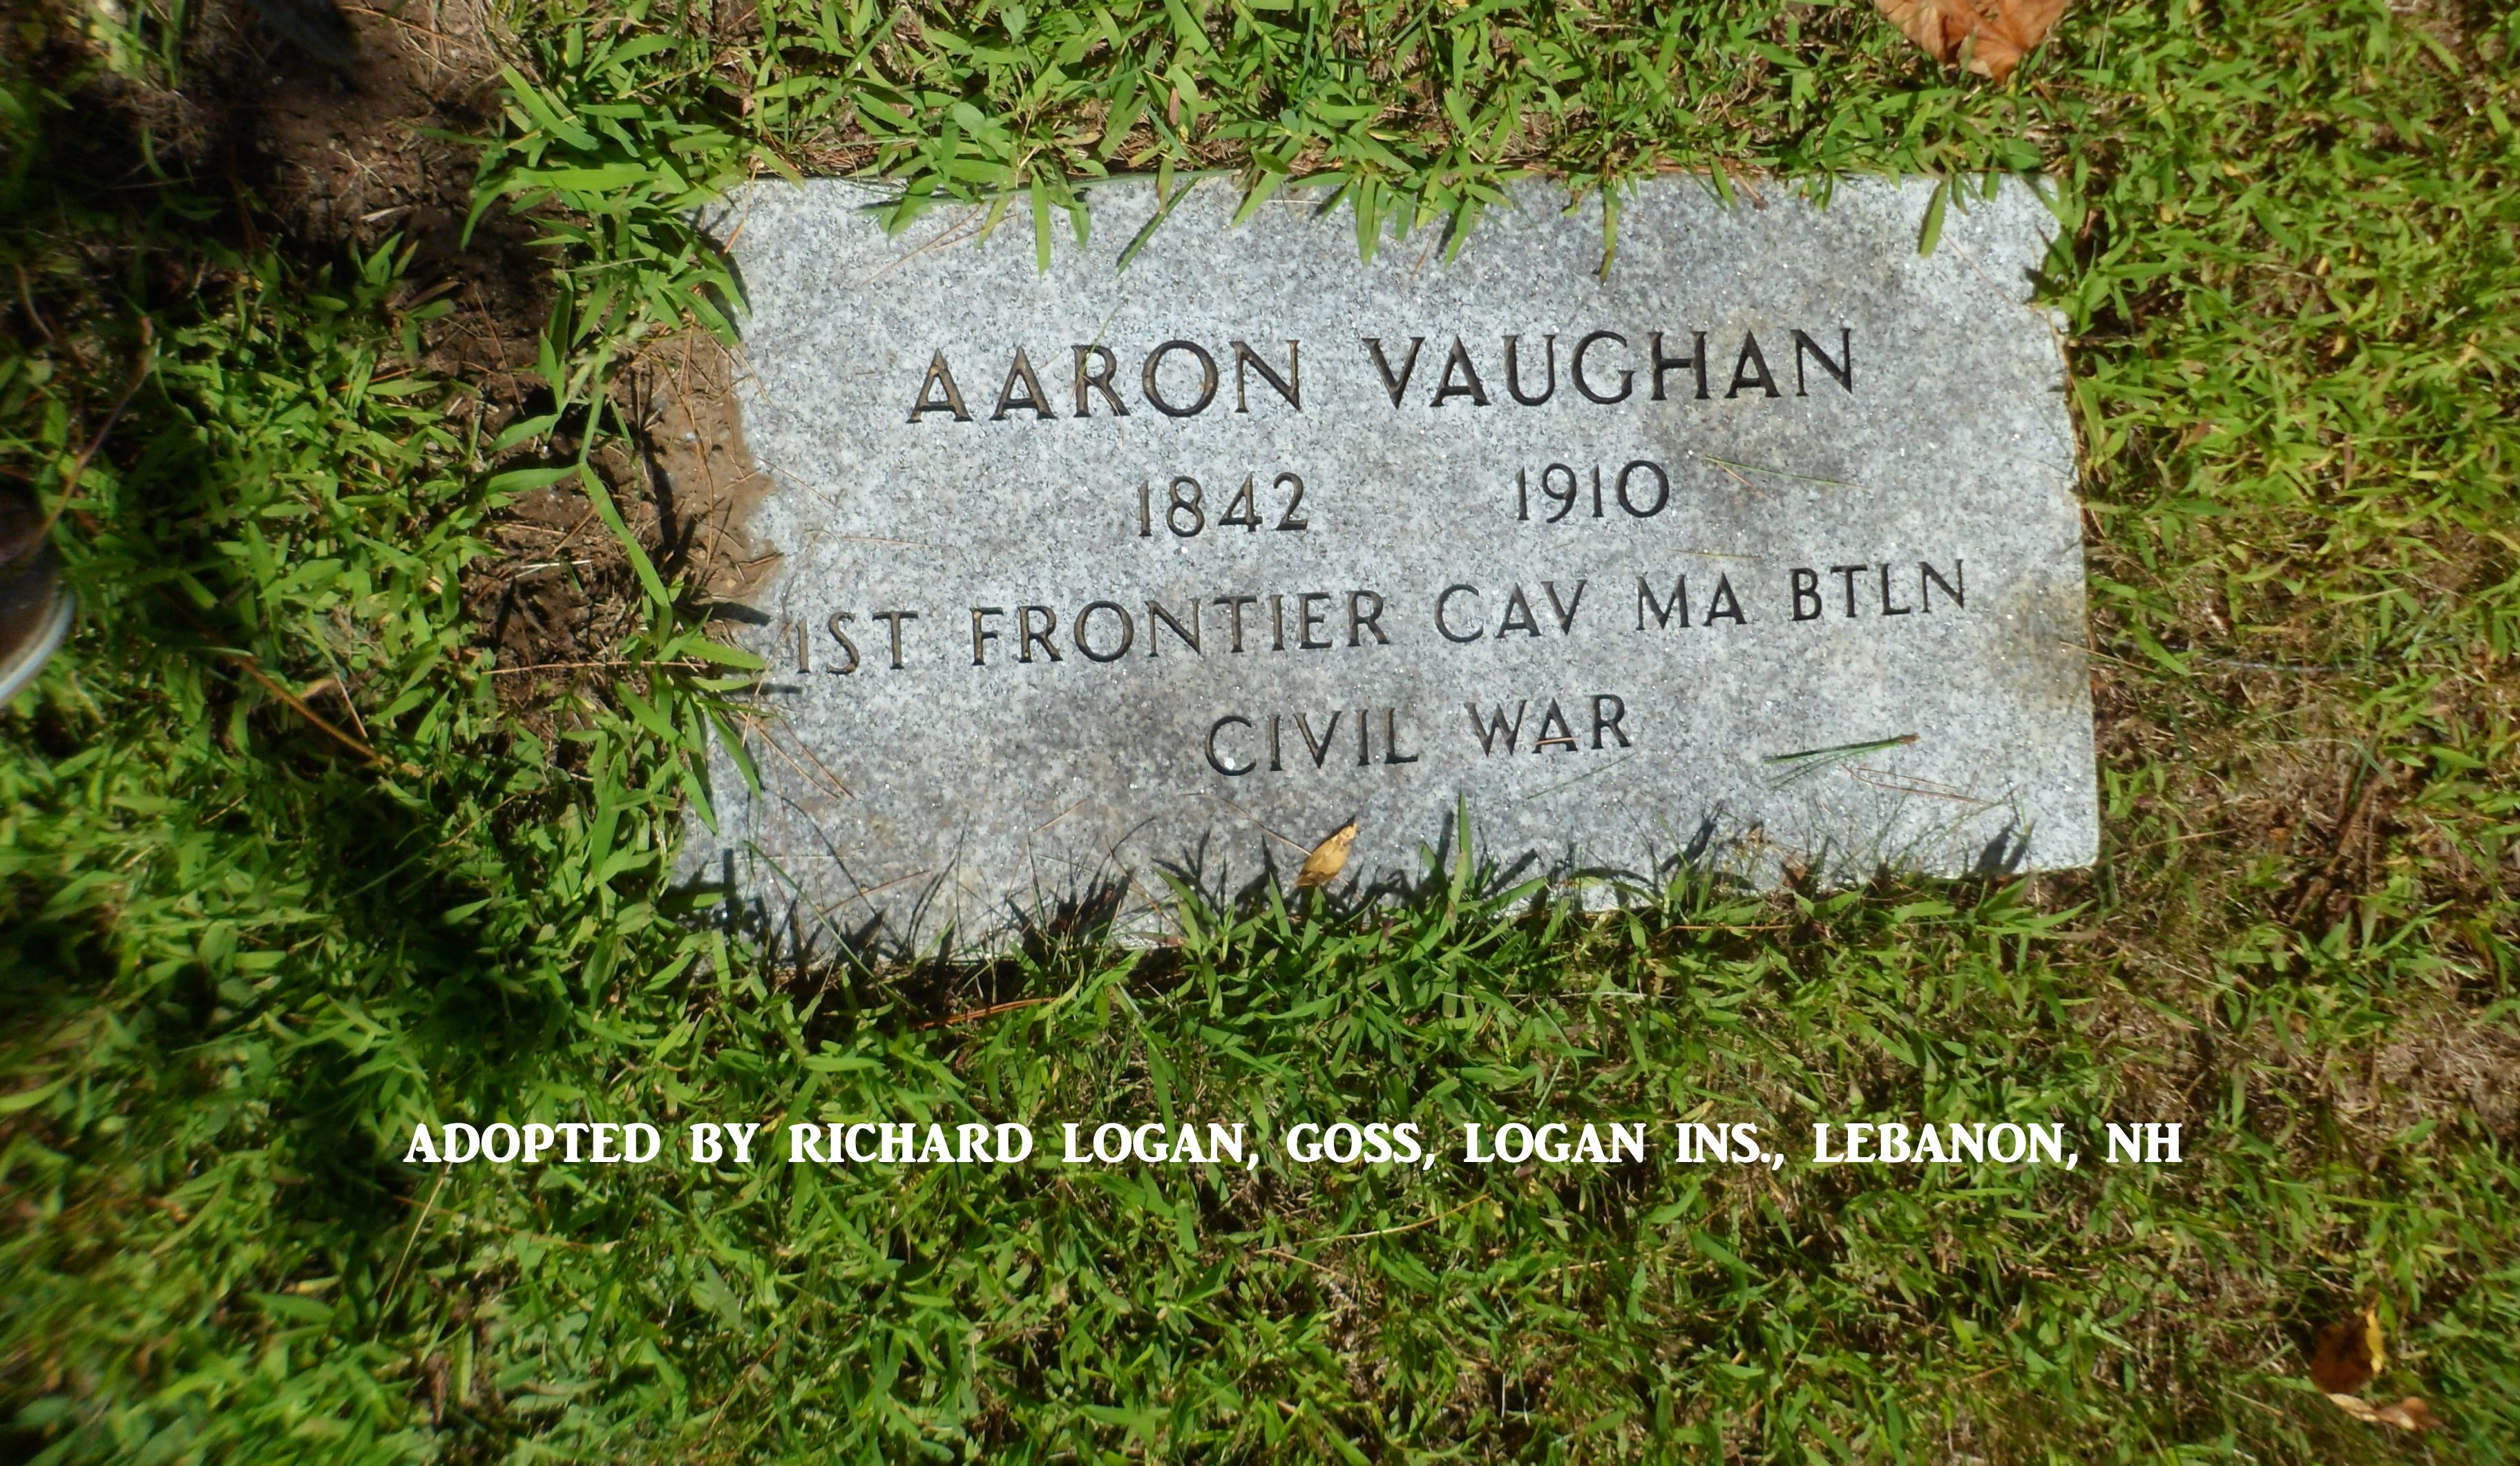 AARON VAUGHAN
1842 1910
1ST FRONTIER CAV MA BTLN
CIVIL WAR
ADOPTED BY RICHARD LOGAN, GOSS, LOGAN INS., LEBANON, NH